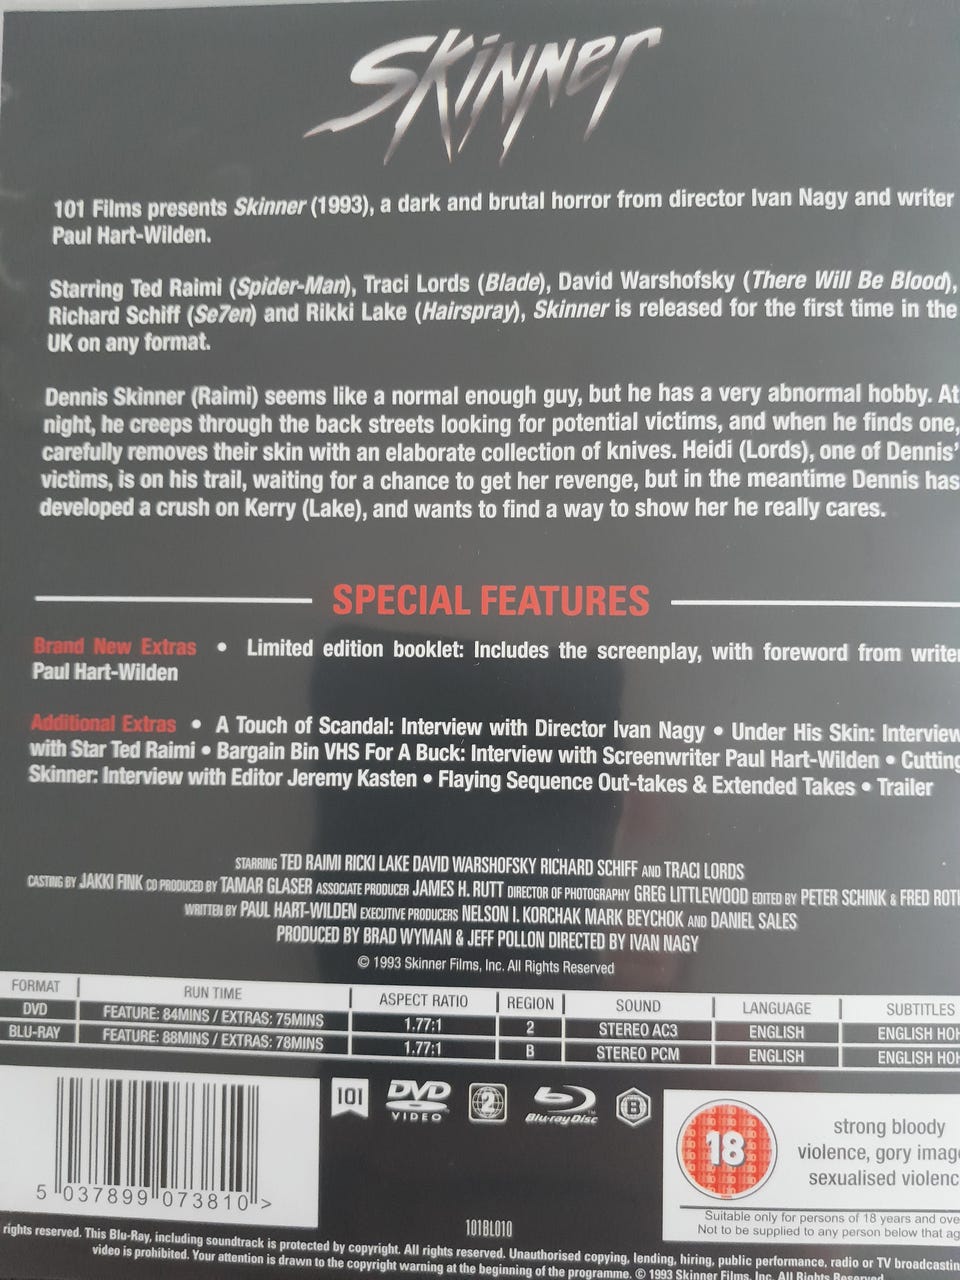 Skinner
101 Films presents Skinner (1993), a dark and brutal horror from director Ivan Nagy and writer
Paul Hart-Wilden.
Starring Ted Raimi (Spider-Man), Traci Lords (Blade), David Warshofsky (There Will Be Blood),
Richard Schiff (Se7en) and Rikki Lake (Hairspray), Skinner is released for the first time in the
UK on any format.
Dennis Skinner (Raimi) seems like a normal enough guy, but he has a very abnormal hobby. At
night, he creeps through the back streets looking for potential victims, and when he finds one,
carefully removes their skin with an elaborate collection of knives. Heidi (Lords), one of Dennis'
victims, is on his trail, waiting for a chance to get her revenge, but in the meantime Dennis has
developed a crush on Kerry (Lake), and wants to find a way to show her he really cares.
SPECIAL FEATURES
Brand New Extras • Limited edition booklet: Includes the screenplay, with foreword from writer
Paul Hart-Wilden
Additional Extras • A Touch of Scandal: Interview with Director Ivan Nagy • Under His Skin: Interview
with Star Ted Raimi • Bargain Bin VHS For A Buck: Interview with Screenwriter Paul Hart-Wilden • Cutting
Skinner: Interview with Editor Jeremy Kasten • Flaying Sequence Out-takes & Extended Takes • Trailer
STARRING TED RAIMI RICKI LAKE DAVID WARSHOFSKY RICHARD SCHIFF AND TRACI LORDS
CASTING BY JAKKI FINK CO PRODUCED BY TAMAR GLASER ASSOCIATE PRODUCER JAMES H. RUTT DIRECTOR OF PHOTOGRAPHY GREG LITTLEWOOD EDITED BY PETER SCHINK & FRED ROTH
WRITTEN BY PAUL HART-WILDEN EXECUTIVE PRODUCERS NELSON I. KORCHAK MARK BEYCHOK AND DANIEL SALES
PRODUCED BY BRAD WYMAN & JEFF POLLON DIRECTED BY IVAN NAGY
© 1993 Skinner Films, Inc. All Rights Reserved
FORMAT RUN TIME ASPECT RATIO REGION SOUND LANGUAGE SUBTITLES
DVD FEATURE: 84MINS / EXTRAS: 75MINS 1.77:1 2 STEREO AC3 ENGLISH ENGLISH HOH
BLU-RAY FEATURE: 88MINS / EXTRAS: 78MINS 1.77:1 B STEREO PCM ENGLISH ENGLISH HOH
101 DVD VIDEO 2 Blu-ray Disc B
18
strong bloody
violence, gory image
sexualised violenc
Suitable only for persons of 18 years and ove
Not to be supplied to any person below that ag
5 037899 073810 >
101BL010
rights reserved. This Blu-Ray, including soundtrack is protected by copyright. All rights reserved. Unauthorised copying, lending, hiring, public performance, radio or TV broadcasting
video is prohibited. Your attention is drawn to the copyright warning at the beginning of the programme. © 1993 Skinner Films, Inc. All Rights Reserved